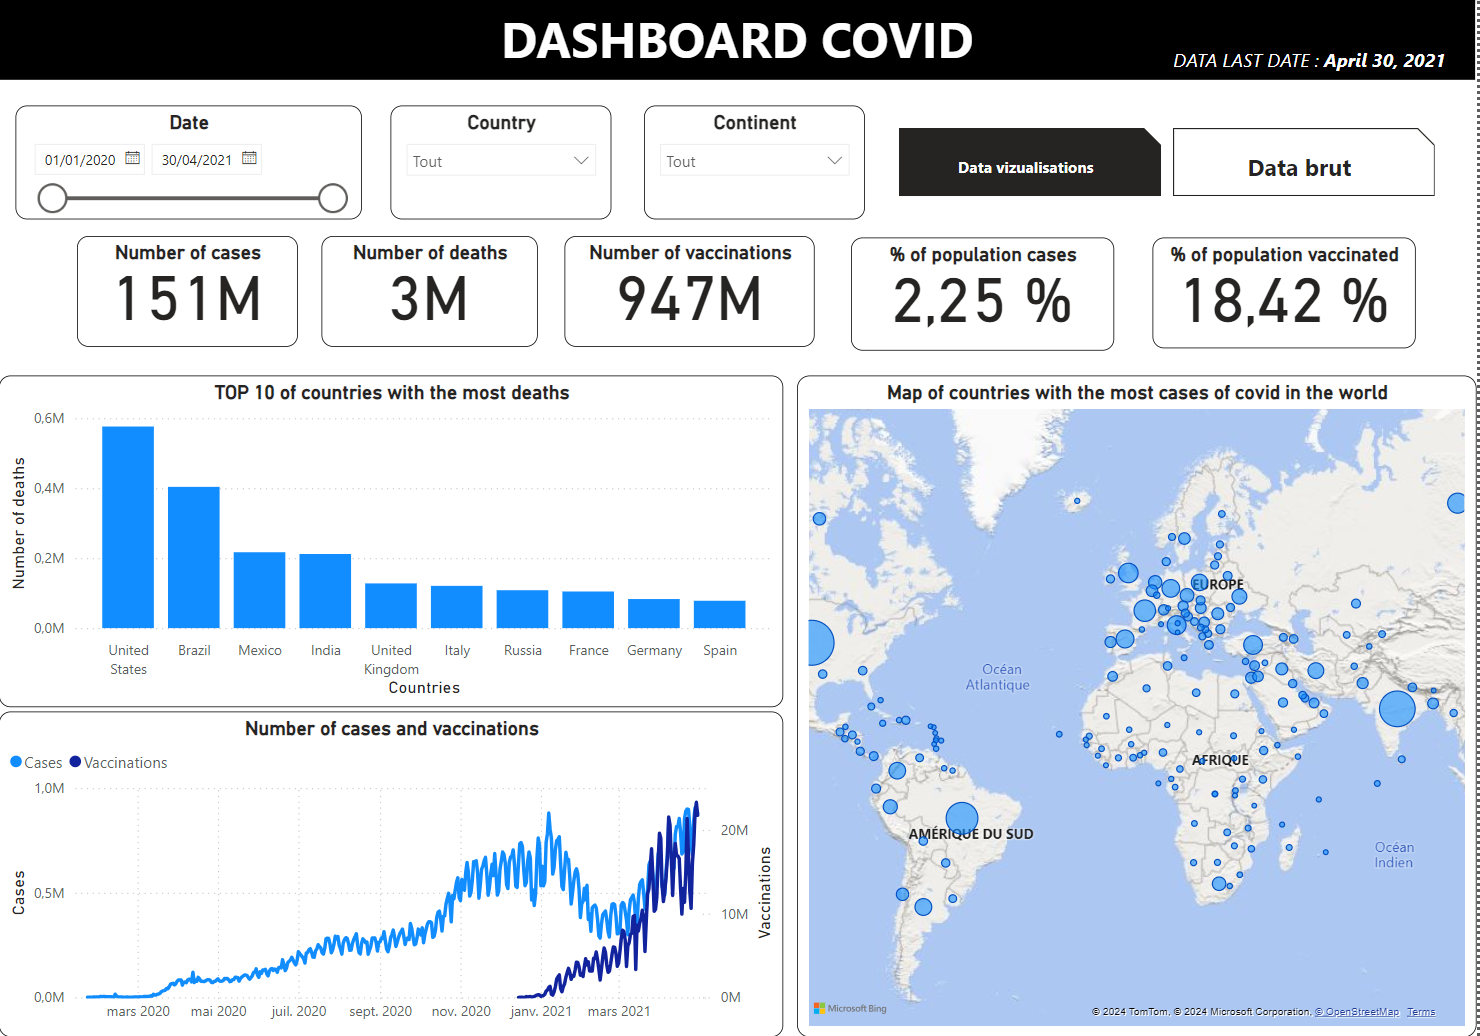 DASHBOARD COVID
DATA LAST DATE : April 30, 2021
Date
01/01/2020
30/04/2021
Country
Tout
Continent
Tout
Data vizualisations
Data brut
Number of cases
151M
Number of deaths
3M
Number of vaccinations
947M
% of population cases
2,25 %
% of population vaccinated
18,42 %
TOP 10 of countries with the most deaths
Number of deaths
0,6M
0,4M
0,2M
0,0M
United
States
Brazil
Mexico
India
United
Kingdom
Italy
Russia
France
Germany
Spain
Countries
Number of cases and vaccinations
Cases
Vaccinations
Cases
1,0M
0,5M
0,0M
20M
10M
0M
Vaccinations
mars 2020
mai 2020
juil. 2020
sept. 2020
nov. 2020
janv. 2021
mars 2021
Map of countries with the most cases of covid in the world
EUROPE
Océan
Atlantique
AFRIQUE
AMÉRIQUE DU SUD
Océan
Indien
Microsoft Bing
© 2024 TomTom, © 2024 Microsoft Corporation, © OpenStreetMap Terms